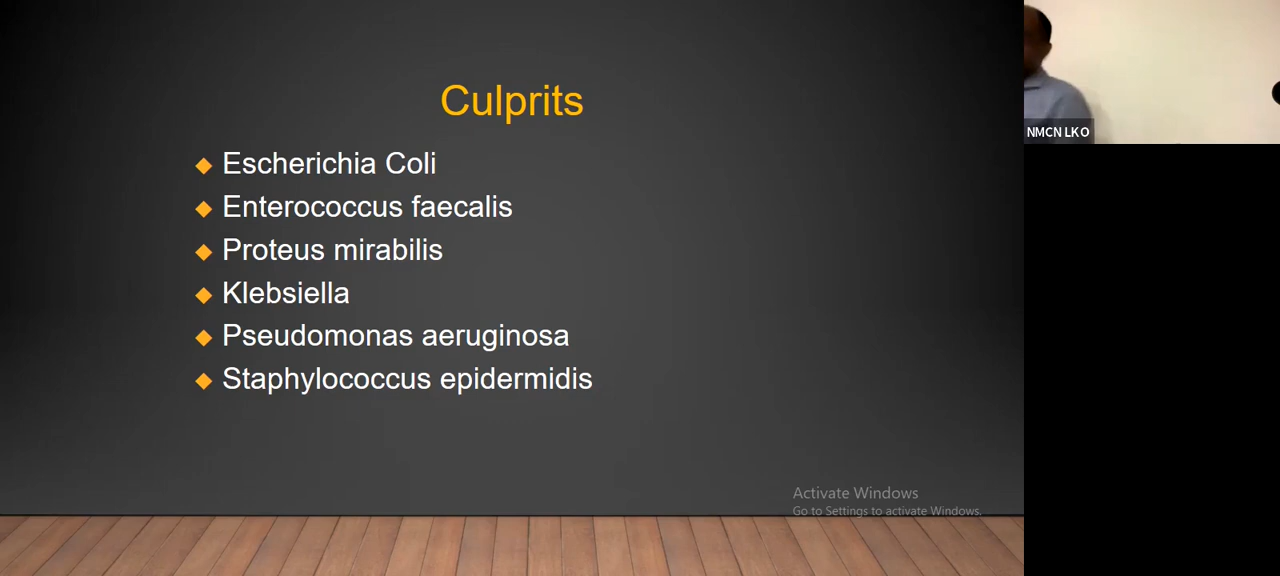 Culprits
Escherichia Coli
Enterococcus faecalis
Proteus mirabilis
Klebsiella
Pseudomonas aeruginosa
Staphylococcus epidermidis
Activate Windows
Go to Settings to activate Windows.
NMCN LKO